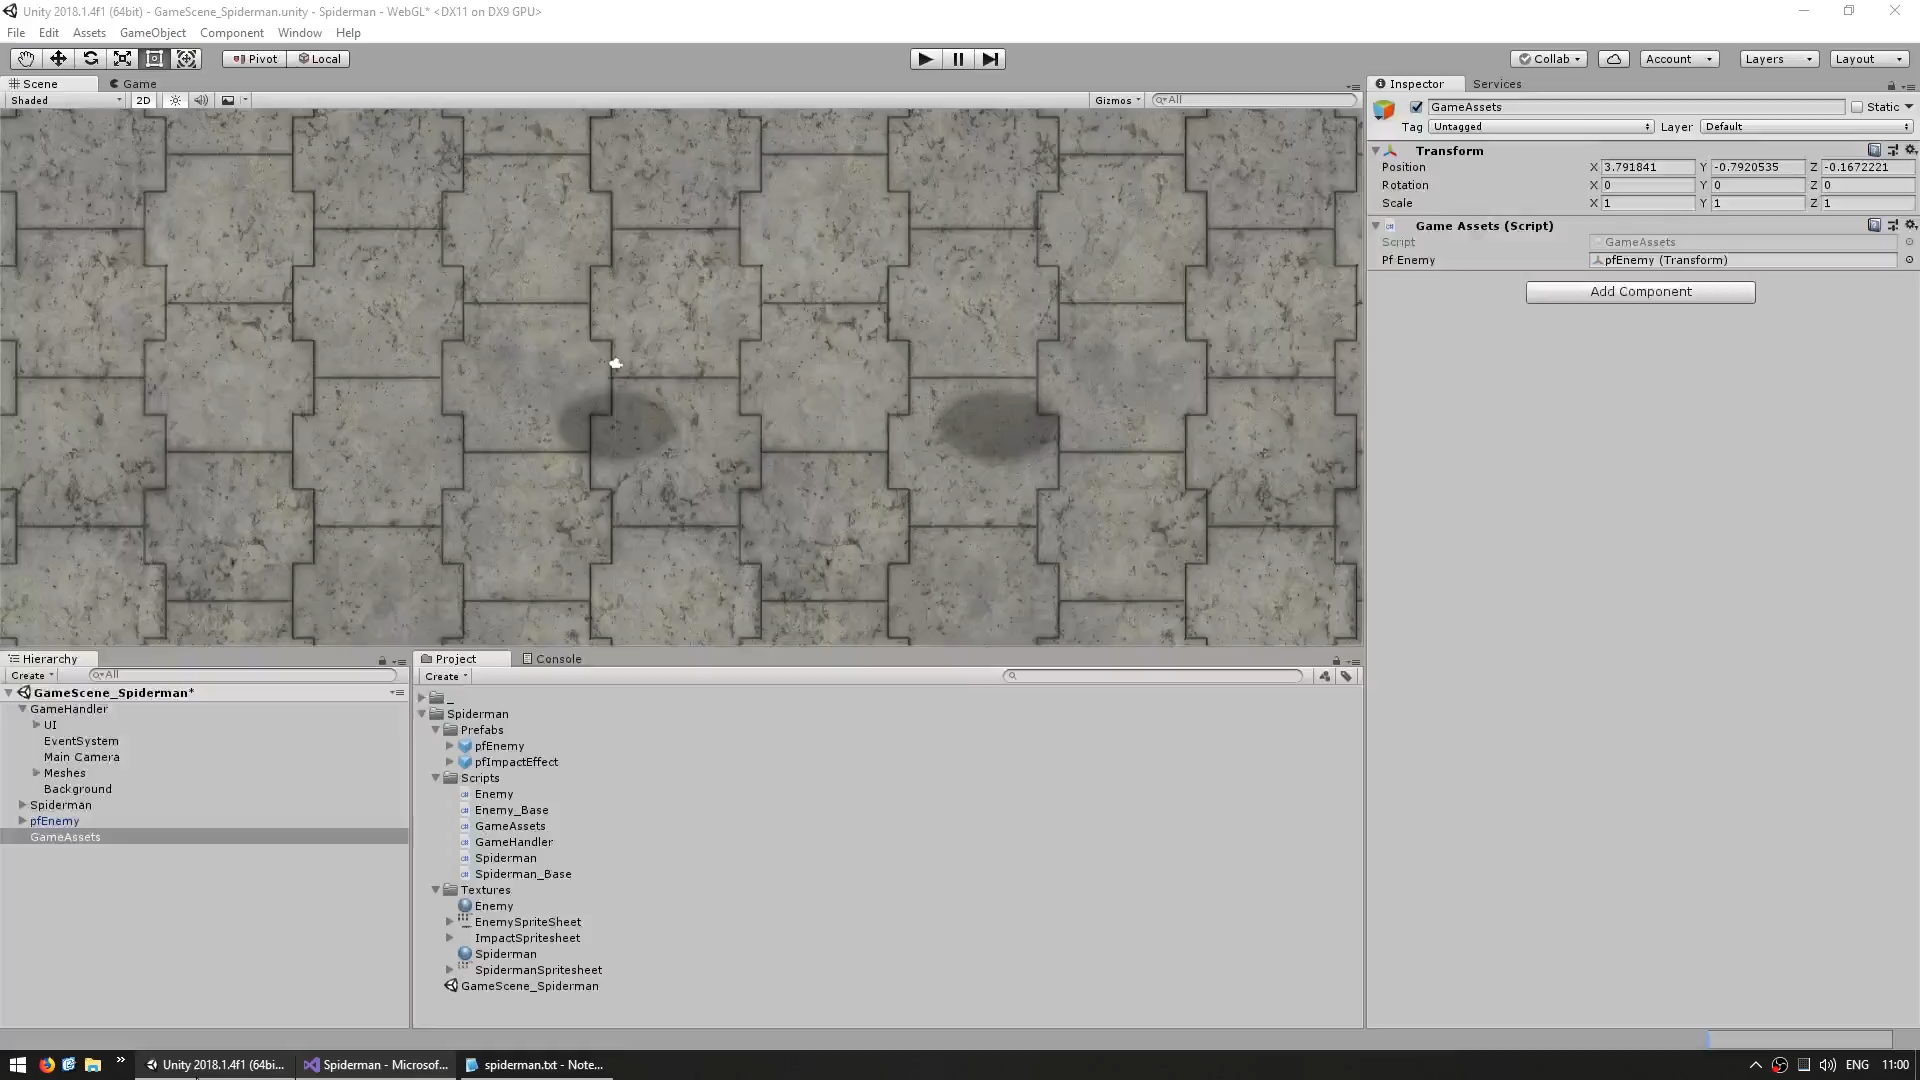 Unity 2018.1.4f1 (64bit) - GameScene_Spiderman.unity - Spiderman - WebGL* <DX11 on DX9 GPU>
File Edit Assets GameObject Component Window Help
Pivot Local Collab Account Layers Layout
Scene Game Inspector Services
Shaded 2D Gizmos All
GameAssets Static
Tag Untagged Layer Default
Transform
Position X 3.791841 Y -0.7920535 Z -0.1672221
Rotation X 0 Y 0 Z 0
Scale X 1 Y 1 Z 1
Game Assets (Script)
Script GameAssets
Pf Enemy pfEnemy (Transform)
Add Component
Hierarchy
Create All
GameScene_Spiderman*
GameHandler
UI
EventSystem
Main Camera
Meshes
Background
Spiderman
pfEnemy
GameAssets
Project Console
Create
_
Spiderman
Prefabs
pfEnemy
pfImpactEffect
Scripts
Enemy
Enemy_Base
GameAssets
GameHandler
Spiderman
Spiderman_Base
Textures
Enemy
EnemySpriteSheet
ImpactSpritesheet
Spiderman
SpidermanSpritesheet
GameScene_Spiderman
Unity 2018.1.4f1 (64bi... Spiderman - Microsof... spiderman.txt - Note... ENG 11:00